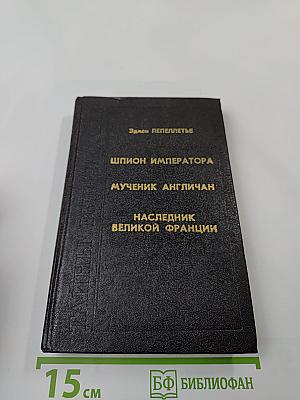 Эдмон ЛЕПЕЛЛЕТЬЕ
ШПИОН ИМПЕРАТОРА
МУЧЕНИК АНГЛИЧАН
НАСЛЕДНИК
ВЕЛИКОЙ ФРАНЦИИ
15 см
БФ БИБЛИОФАН